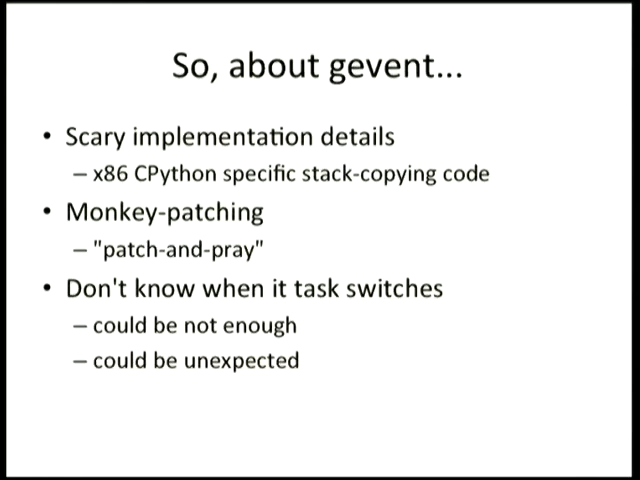 So, about gevent...
• Scary implementation details
– x86 CPython specific stack-copying code
• Monkey-patching
– "patch-and-pray"
• Don't know when it task switches
– could be not enough
– could be unexpected